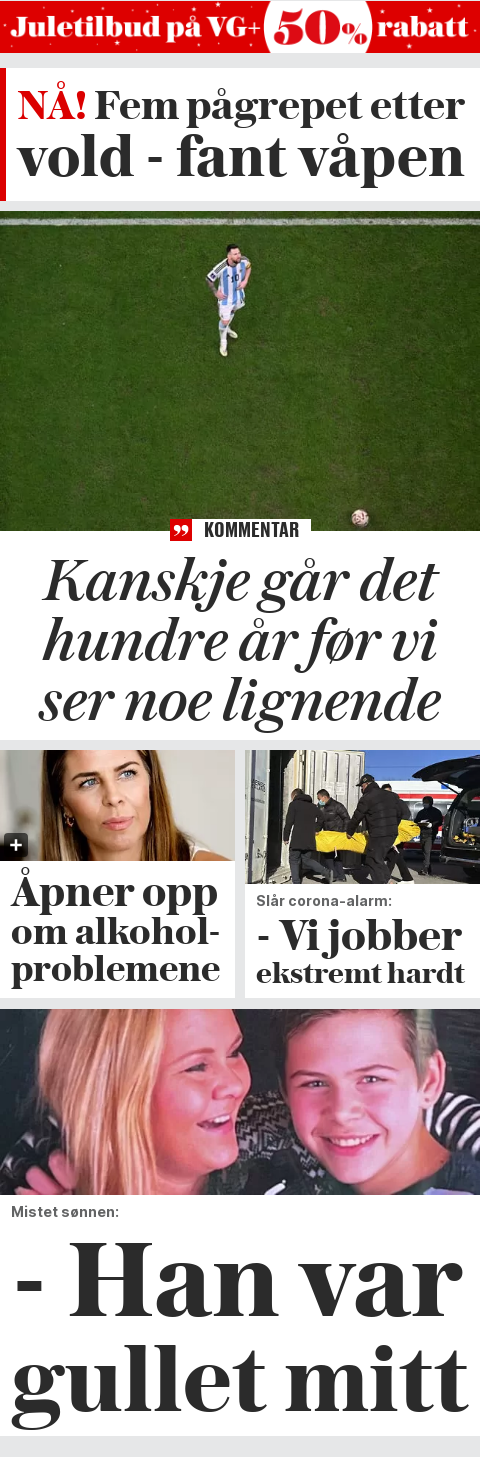 Juletilbud på VG+ 50% rabatt
NÅ! Fem pågrepet etter
vold - fant våpen
10
KOMMENTAR
Kanskje går det
hundre år før vi
ser noe lignende
Åpner opp
om alkohol-
problemene
Slår corona-alarm:
- Vi jobber
ekstremt hardt
Mistet sønnen:
- Han var
gullet mitt